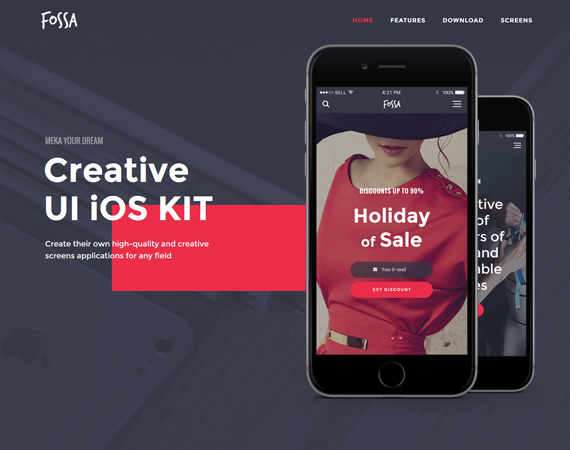 FOSSA
HOME FEATURES DOWNLOAD SCREENS
MEKA YOUR DREAM
Creative
UI iOS KIT
Create their own high-quality and creative
screens applications for any field
BELL 4:21 PM 100%
FOSSA
DISCOUNTS UP TO 90%
Holiday
of Sale
Your E-mail
GET DISCOUNT
100%
tive
of
rs of
and
able
es